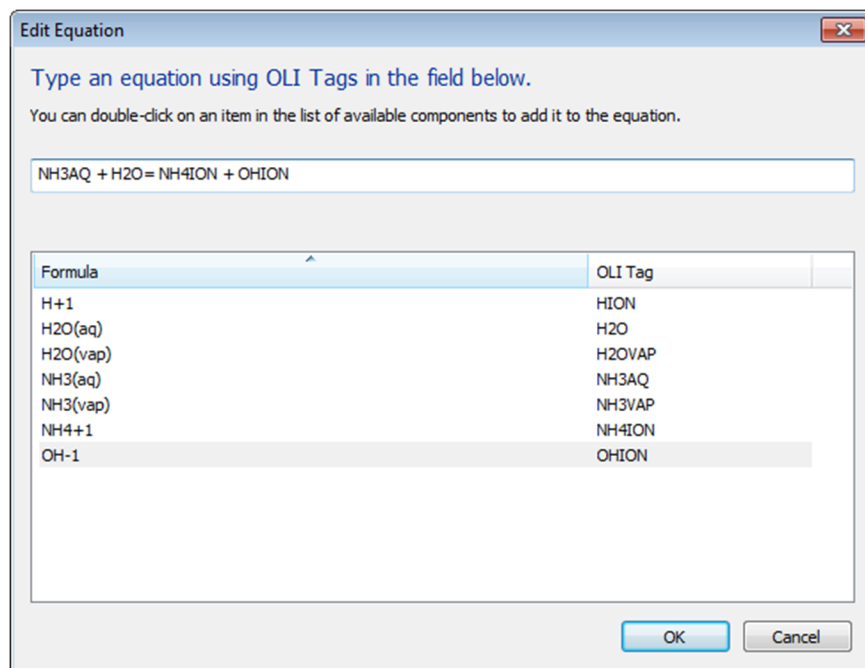 Edit Equation
Type an equation using OLI Tags in the field below.
You can double-click on an item in the list of available components to add it to the equation.
NH3AQ + H2O= NH4ION + OHION
Formula OLI Tag
H+1 HION
H2O(aq) H2O
H2O(vap) H2OVAP
NH3(aq) NH3AQ
NH3(vap) NH3VAP
NH4+1 NH4ION
OH-1 OHION
OK Cancel